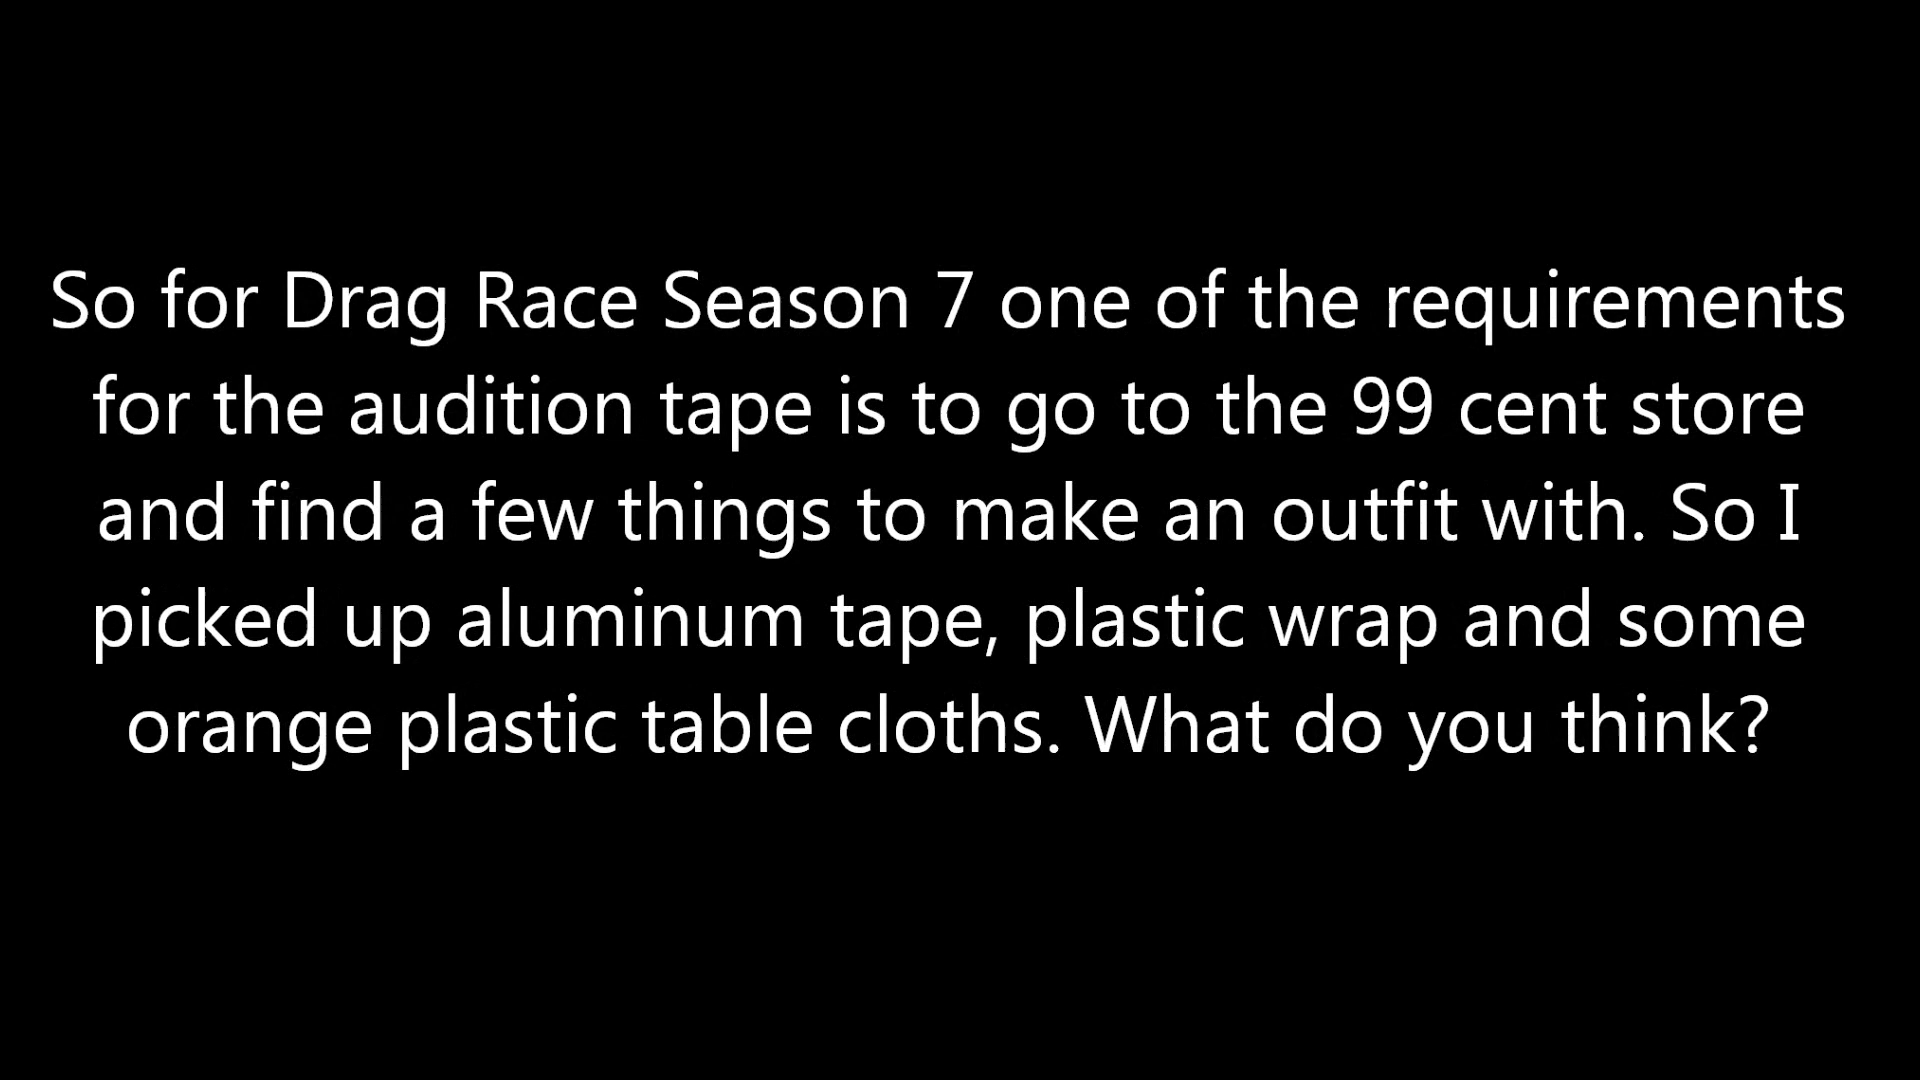 So for Drag Race Season 7 one of the requirements
for the audition tape is to go to the 99 cent store
and find a few things to make an outfit with. So I
picked up aluminum tape, plastic wrap and some
orange plastic table cloths. What do you think?